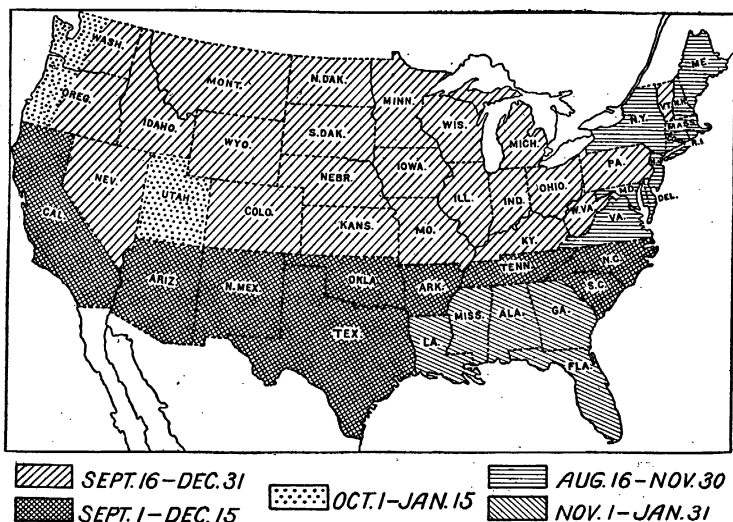 WASH.
OREG.
MONT.
IDAHO.
WYO.
N.DAK.
S.DAK.
NEBR.
KANS.
MINN.
IOWA.
MO.
WIS.
ILL.
MICH.
IND.
OHIO.
KY.
W.VA.
PA.
N.Y.
VT.
N.H.
ME.
MASS.
R.I.
DEL.
VA.
NEV.
UTAH.
COLO.
CAL.
ARIZ.
N.MEX.
OKLA.
TEX.
ARK.
TENN.
N.C.
S.C.
LA.
MISS.
ALA.
GA.
FLA.
SEPT.16-DEC.31
SEPT.1-DEC.15
OCT.1-JAN.15
AUG.16-NOV.30
NOV.1-JAN.31